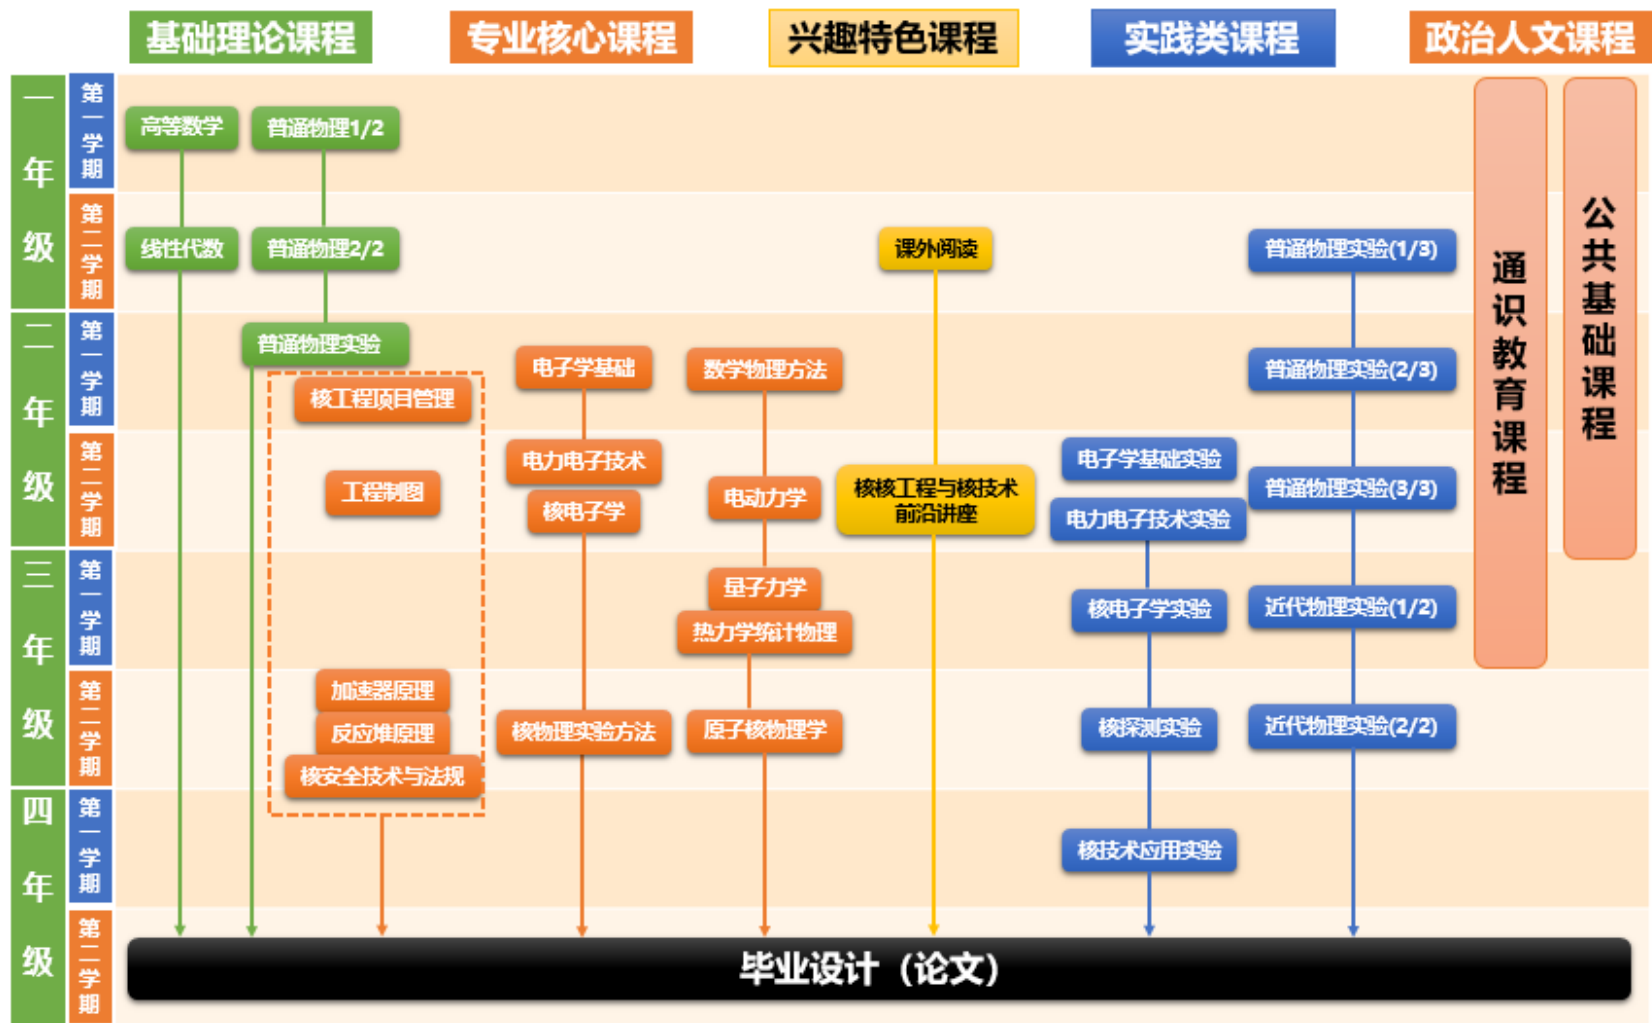 基础理论课程
专业核心课程
兴趣特色课程
实践类课程
政治人文课程
一年级
第一学期
高等数学
普通物理1/2
第二学期
线性代数
普通物理2/2
课外阅读
普通物理实验(1/3)
二年级
第一学期
普通物理实验
核工程项目管理
电子学基础
数学物理方法
普通物理实验(2/3)
第二学期
工程制图
电力电子技术
核电子学
电动力学
核核工程与核技术
前沿讲座
电子学基础实验
电力电子技术实验
普通物理实验(3/3)
三年级
第一学期
量子力学
热力学统计物理
核电子学实验
近代物理实验(1/2)
第二学期
加速器原理
反应堆原理
核安全技术与法规
核物理实验方法
原子核物理学
核探测实验
近代物理实验(2/2)
四年级
第一学期
核技术应用实验
第二学期
毕业设计（论文）
通识教育课程
公共基础课程